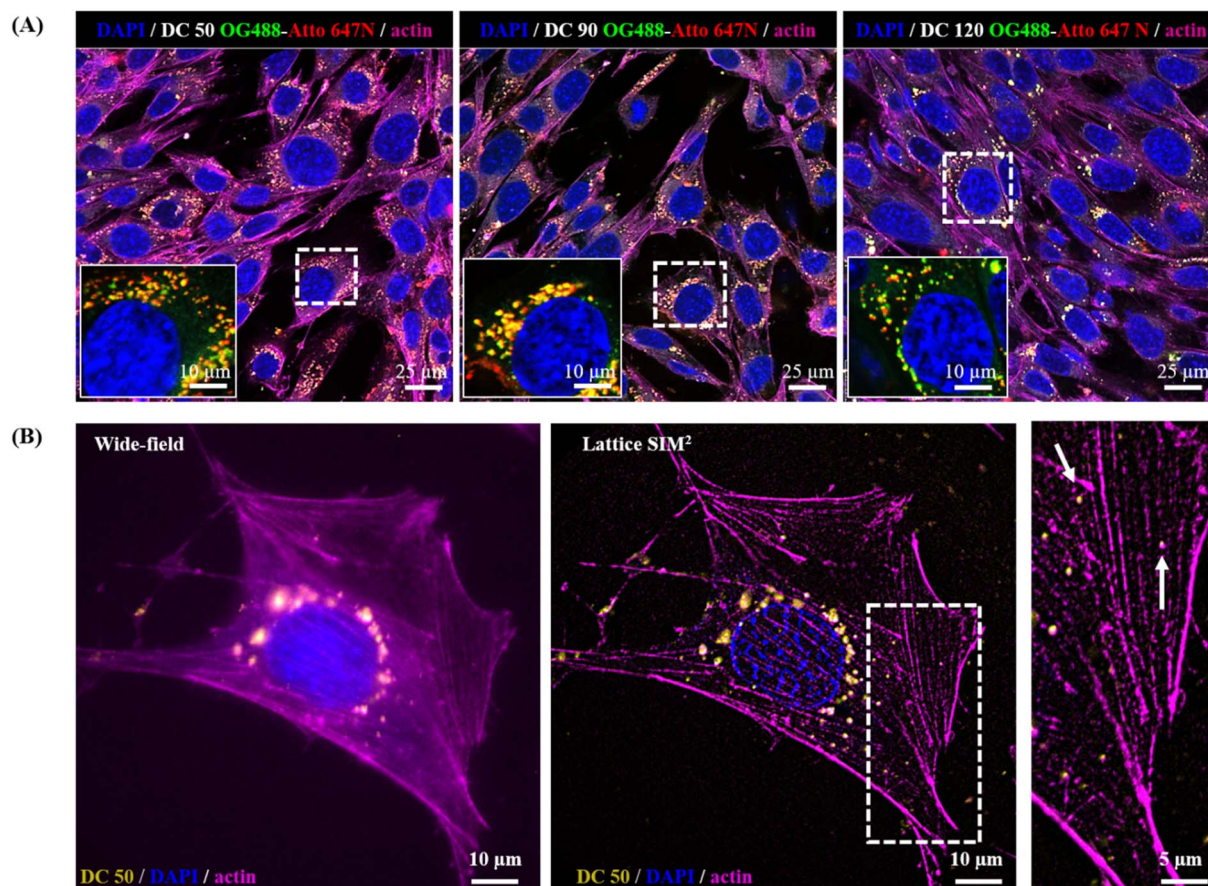 (A)
DAPI / DC 50 OG488-Atto 647N / actin
DAPI / DC 90 OG488-Atto 647N / actin
DAPI / DC 120 OG488-Atto 647 N / actin
10 µm
25 µm
10 µm
25 µm
10 µm
25 µm
(B)
Wide-field
Lattice SIM²
DC 50 / DAPI / actin
10 µm
DC 50 / DAPI / actin
10 µm
5 µm